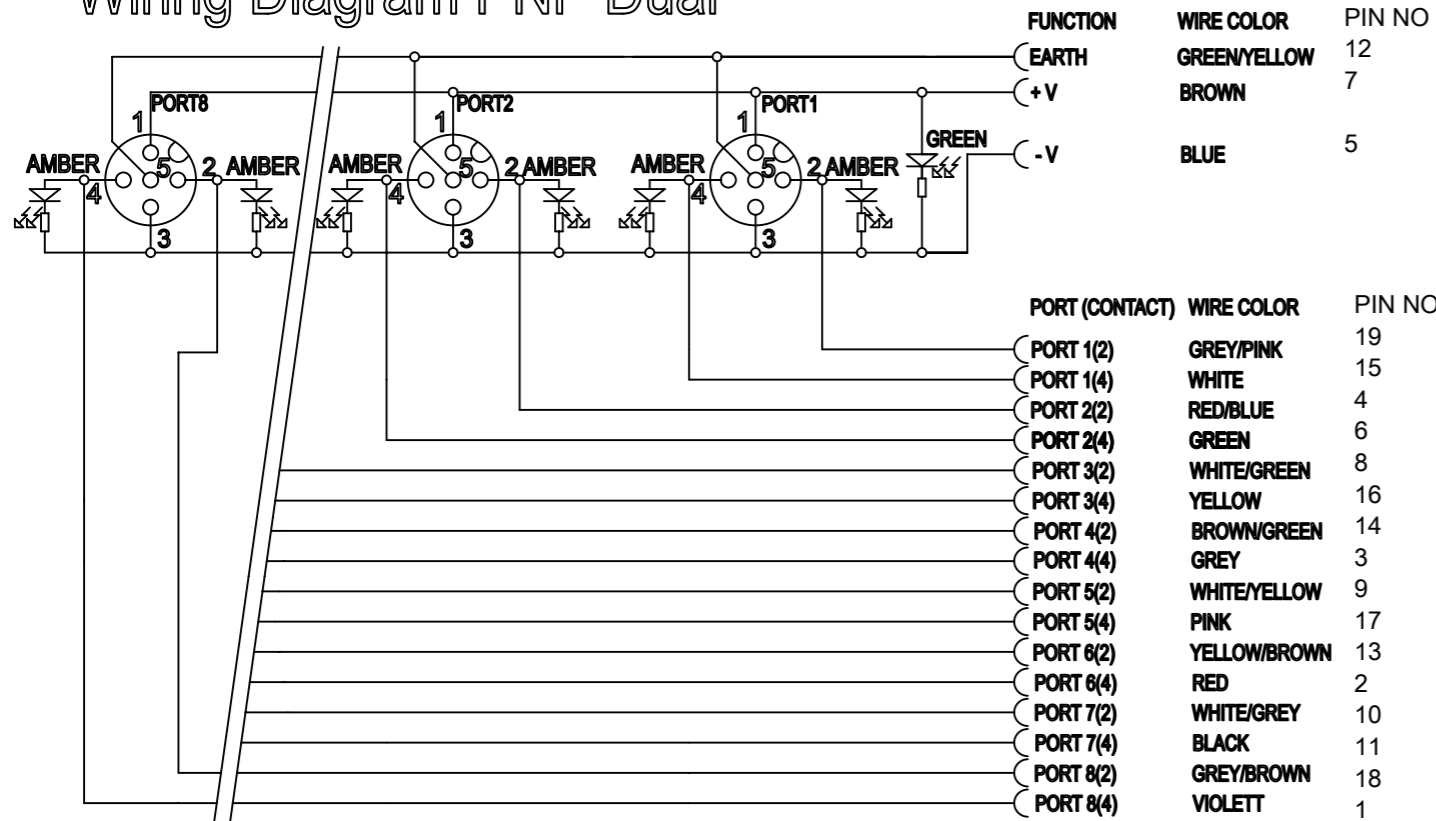 Wiring Diagram PNP Dual
FUNCTION WIRE COLOR PIN NO
EARTH GREEN/YELLOW 12
+ V BROWN 7
- V BLUE 5
PORT8 PORT2 PORT1
1 1 1
GREEN
AMBER 5 2 AMBER AMBER 5 2 AMBER AMBER 5 2 AMBER
4 4 4
3 3 3
PORT (CONTACT) WIRE COLOR PIN NO
PORT 1(2) GREY/PINK 19
PORT 1(4) WHITE 15
PORT 2(2) RED/BLUE 4
PORT 2(4) GREEN 6
PORT 3(2) WHITE/GREEN 8
PORT 3(4) YELLOW 16
PORT 4(2) BROWN/GREEN 14
PORT 4(4) GREY 3
PORT 5(2) WHITE/YELLOW 9
PORT 5(4) PINK 17
PORT 6(2) YELLOW/BROWN 13
PORT 6(4) RED 2
PORT 7(2) WHITE/GREY 10
PORT 7(4) BLACK 11
PORT 8(2) GREY/BROWN 18
PORT 8(4) VIOLETT 1